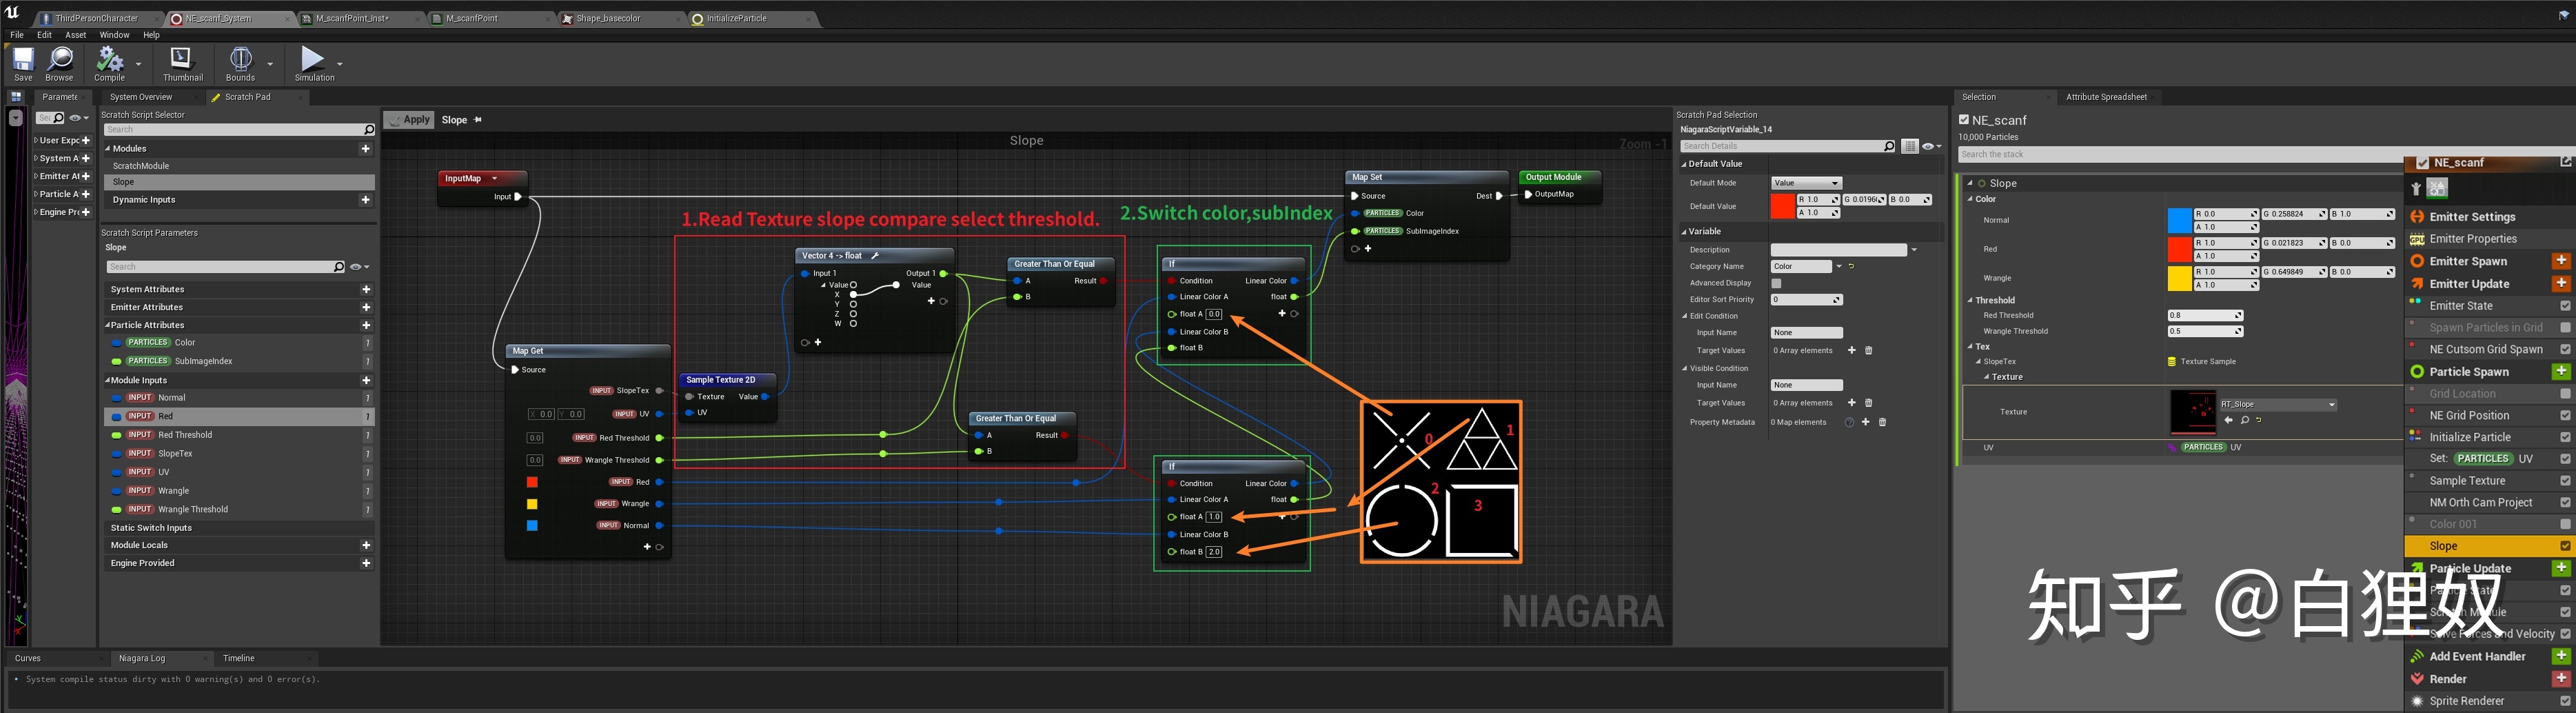 ThirdPersonCharacter
NE_scanf_System
M_scanfPoint_Inst*
M_scanfPoint
Shape_basecolor
InitializeParticle
File Edit Asset Window Help
Save
Browse
Compile
Thumbnail
Bounds
Simulation
Paramete
System Overview
Scratch Pad
User Expo
System A
Emitter At
Particle A
Engine Pro
Scratch Script Selector
Search
Modules
ScratchModule
Slope
Dynamic Inputs
Scratch Script Parameters
Slope
Search
System Attributes
Emitter Attributes
Particle Attributes
PARTICLES Color 1
PARTICLES SubImageIndex 1
Module Inputs
INPUT Normal 1
INPUT Red 1
INPUT Red Threshold 1
INPUT SlopeTex 1
INPUT UV 1
INPUT Wrangle 1
INPUT Wrangle Threshold 1
Static Switch Inputs
Module Locals
Engine Provided
Apply Slope
Slope
Zoom -1
InputMap
Input
1.Read Texture slope compare select threshold.
2.Switch color,subIndex
Map Get
Source
INPUT SlopeTex
X 0.0 Y 0.0 INPUT UV
0.0 INPUT Red Threshold
0.0 INPUT Wrangle Threshold
INPUT Red
INPUT Wrangle
INPUT Normal
Sample Texture 2D
Texture Value
UV
Vector 4 -> float
Input 1 Output 1
Value Value
X
Y
Z
W
Greater Than Or Equal
A Result
B
Greater Than Or Equal
A Result
B
If
Condition Linear Color
Linear Color A float
float A 0.0
Linear Color B
float B
If
Condition Linear Color
Linear Color A float
float A 1.0
Linear Color B
float B 2.0
Map Set
Source Dest
PARTICLES Color
PARTICLES SubImageIndex
Output Module
OutputMap
0
1
2
3
NIAGARA
Scratch Pad Selection
NiagaraScriptVariable_14
Search Details
Default Value
Default Mode Value
Default Value R 1.0 G 0.0196 B 0.0
A 1.0
Variable
Description
Category Name Color
Advanced Display
Editor Sort Priority 0
Edit Condition
Input Name None
Target Values 0 Array elements
Visible Condition
Input Name None
Target Values 0 Array elements
Property Metadata 0 Map elements
Selection
Attribute Spreadsheet
NE_scanf
10,000 Particles
Search the stack
Slope
Color
Normal R 0.0 G 0.258824 B 1.0
A 1.0
Red R 1.0 G 0.021823 B 0.0
A 1.0
Wrangle R 1.0 G 0.649849 B 0.0
A 1.0
Threshold
Red Threshold 0.8
Wrangle Threshold 0.5
Tex
SlopeTex Texture Sample
Texture
Texture RT_Slope
UV PARTICLES UV
NE_scanf
Emitter Settings
Emitter Properties
Emitter Spawn
Emitter Update
Emitter State
Spawn Particles in Grid
NE Cutsom Grid Spawn
Particle Spawn
Grid Location
NE Grid Position
Initialize Particle
Set: PARTICLES UV
Sample Texture
NM Orth Cam Project
Color 001
Slope
Particle Update
Particle State
Scratch Module
Solve Forces and Velocity
Add Event Handler
Render
Sprite Renderer
知乎 @白狸奴
Curves
Niagara Log
Timeline
System compile status dirty with 0 warning(s) and 0 error(s).